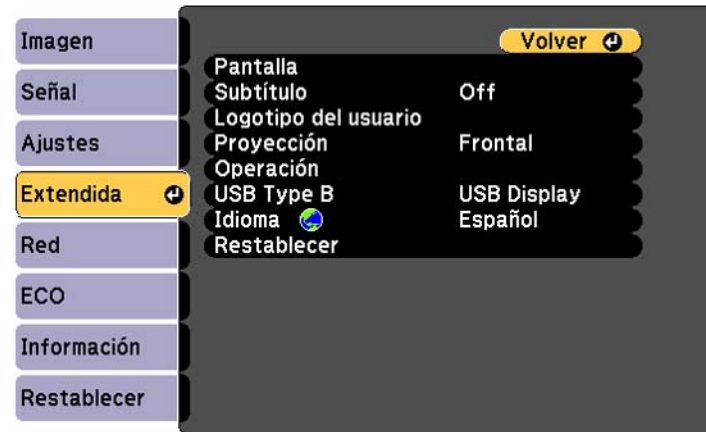 Imagen
Señal
Ajustes
Extendida
Red
ECO
Información
Restablecer
Volver
Pantalla
Subtítulo Off
Logotipo del usuario
Proyección Frontal
Operación
USB Type B USB Display
Idioma Español
Restablecer